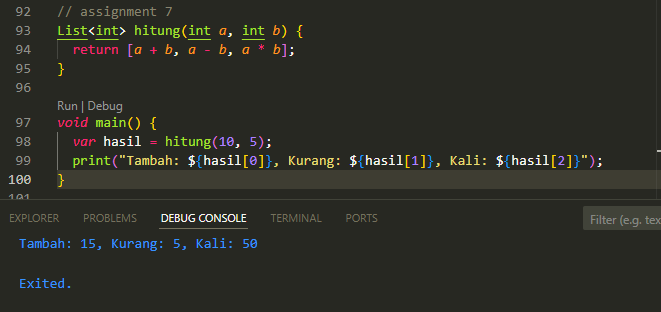 92 // assignment 7
93 List<int> hitung(int a, int b) {
94 return [a + b, a - b, a * b];
95 }
96
Run | Debug
97 void main() {
98 var hasil = hitung(10, 5);
99 print("Tambah: ${hasil[0]}, Kurang: ${hasil[1]}, Kali: ${hasil[2]}");
100 }
101
EXPLORER PROBLEMS DEBUG CONSOLE TERMINAL PORTS Filter (e.g. tex
Tambah: 15, Kurang: 5, Kali: 50
Exited.